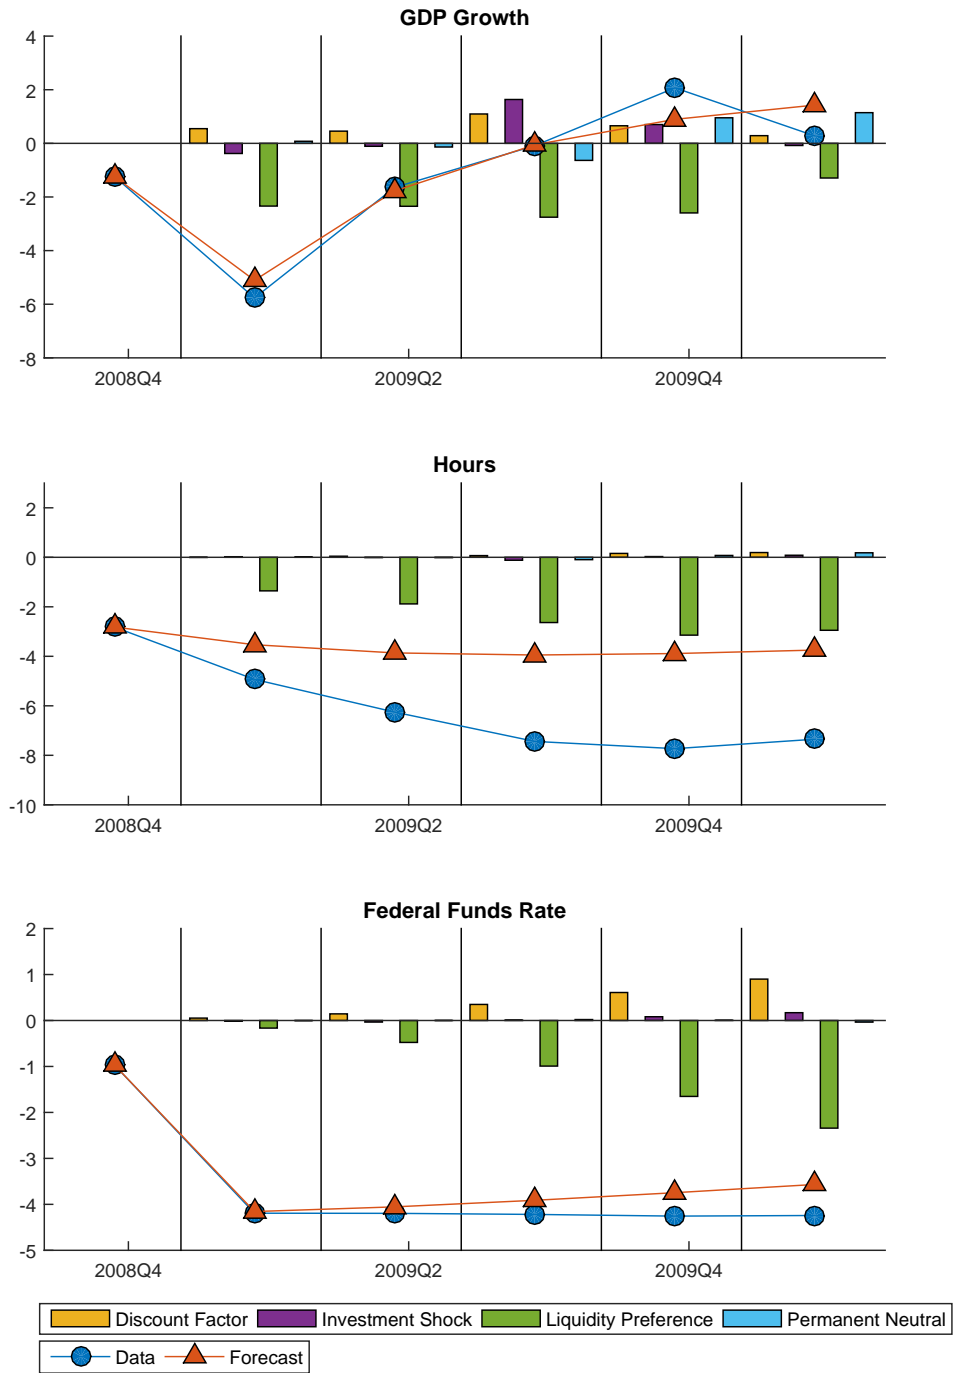 GDP Growth
4
2
0
-2
-4
-6
-8
2008Q4 2009Q2 2009Q4
Hours
2
0
-2
-4
-6
-8
-10
2008Q4 2009Q2 2009Q4
Federal Funds Rate
2
1
0
-1
-2
-3
-4
-5
2008Q4 2009Q2 2009Q4
Discount Factor Investment Shock Liquidity Preference Permanent Neutral
Data Forecast